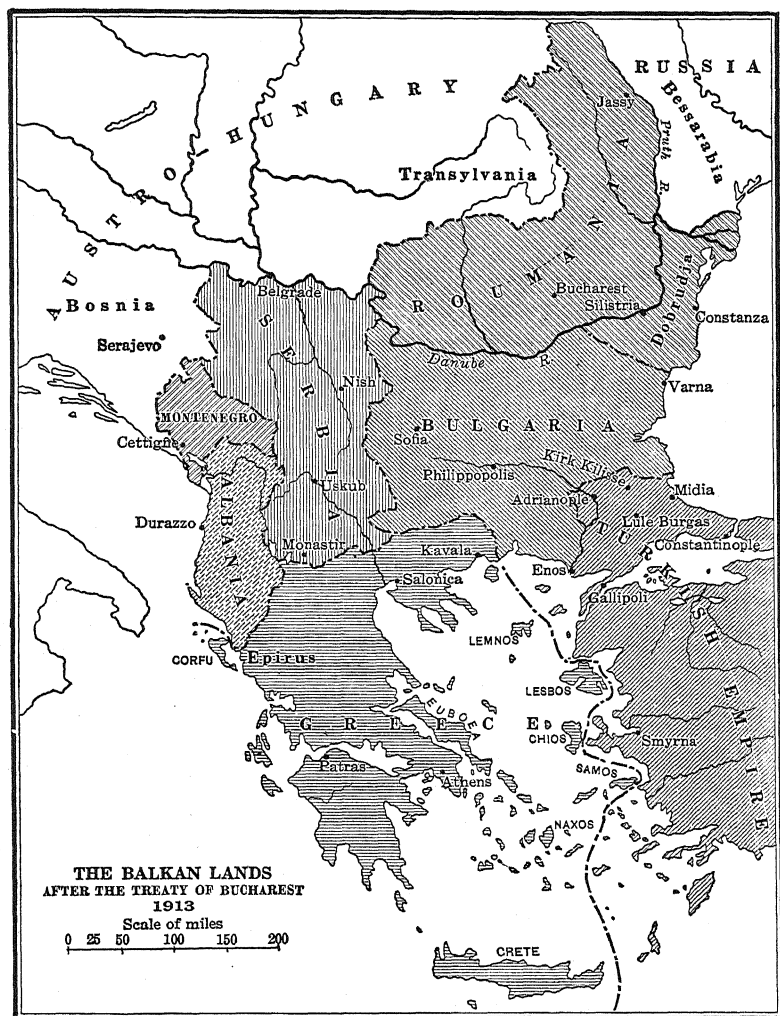 RUSSIA
AUSTRO-HUNGARY
Bessarabia
Jassy
Pruth R.
Transylvania
ROUMANIA
Bosnia
Belgrade
Bucharest
Silistria
Dobrudja
Constanza
Serajevo
SERBIA
Danube R.
Nish
Varna
MONTENEGRO
BULGARIA
Sofia
Cettigne
Kirk Kilisse
Philippopolis
Uskub
Adrianople
Midia
ALBANIA
Durazzo
Lule Burgas
Constantinople
Monastir
Kavala
TURKISH EMPIRE
Enos
Salonica
Gallipoli
LEMNOS
CORFU
Epirus
LESBOS
EUBOEA
GREECE
CHIOS
Smyrna
Patras
SAMOS
Athens
NAXOS
THE BALKAN LANDS
AFTER THE TREATY OF BUCHAREST
1913
Scale of miles
0 25 50 100 150 200
CRETE